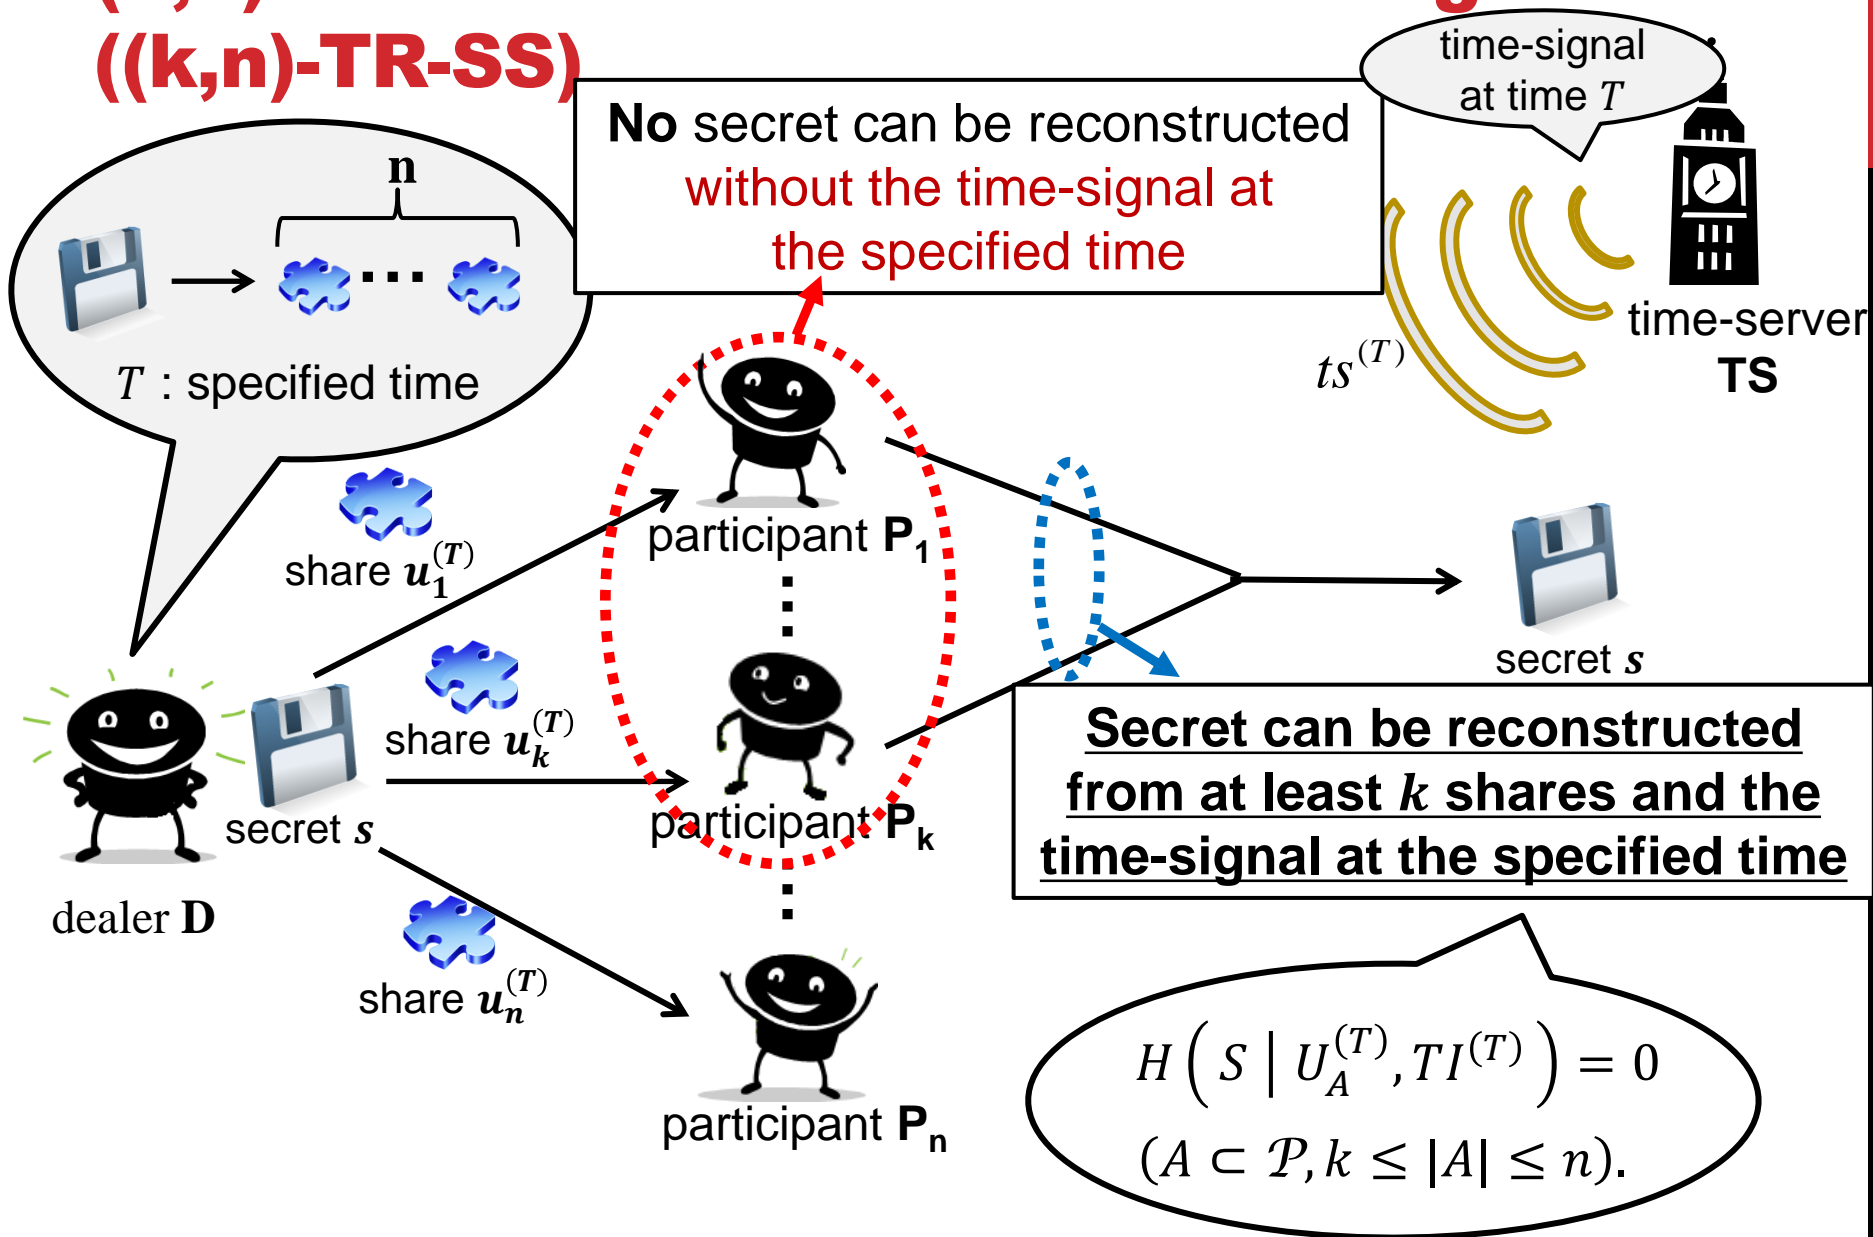 ((k,n)-TR-SS)
time-signal
at time T
No secret can be reconstructed
without the time-signal at
the specified time
n
...
T : specified time
ts^(T)
time-server
TS
share u_1^(T)
participant P_1
share u_k^(T)
participant P_k
secret s
dealer D
secret s
Secret can be reconstructed
from at least k shares and the
time-signal at the specified time
share u_n^(T)
participant P_n
H ( S | U_A^(T), TI^(T) ) = 0
(A ⊂ 𝒫, k ≤ |A| ≤ n).